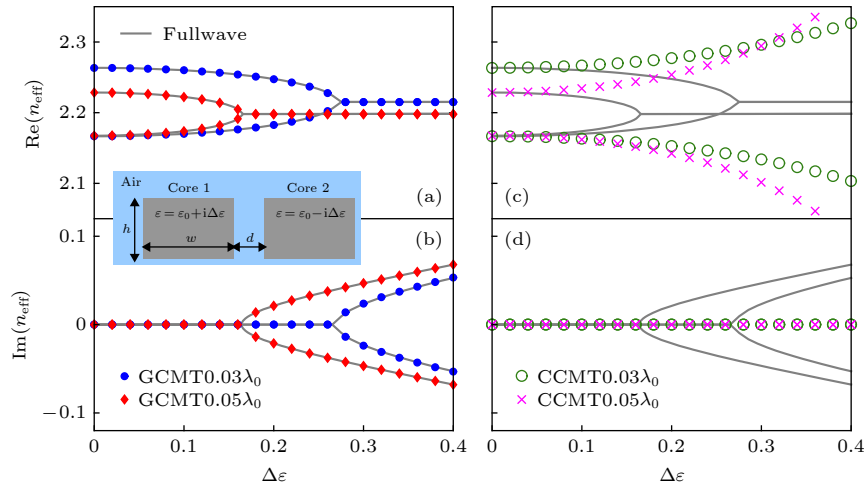 2.3
2.2
2.1
Re(n_eff)
Fullwave
(a)
(c)
Air
Core 1
Core 2
ε = ε₀+iΔε
ε = ε₀−iΔε
h
w
d
0.1
0
−0.1
Im(n_eff)
(b)
(d)
GCMT0.03λ₀
GCMT0.05λ₀
CCMT0.03λ₀
CCMT0.05λ₀
0 0.1 0.2 0.3 0.4
0 0.1 0.2 0.3 0.4
Δε
Δε